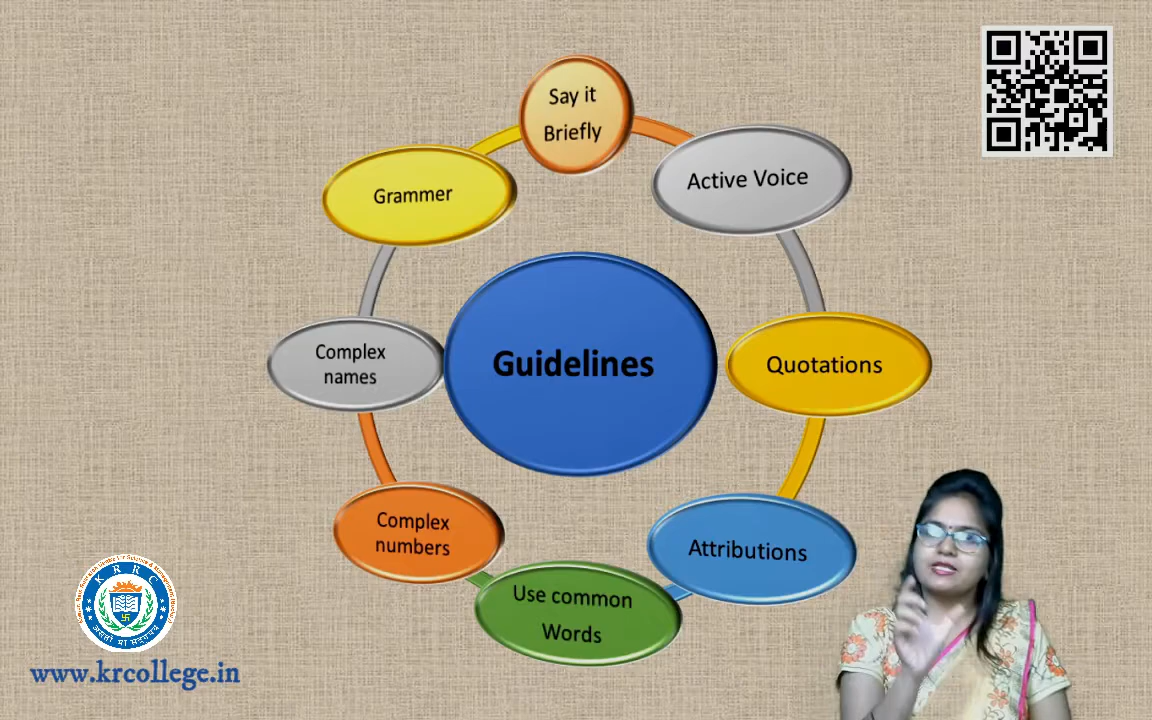 Say it
Briefly
Active Voice
Grammer
Guidelines
Quotations
Complex
names
Complex
numbers
Attributions
Use common
Words
K R R C
www.krcollege.in